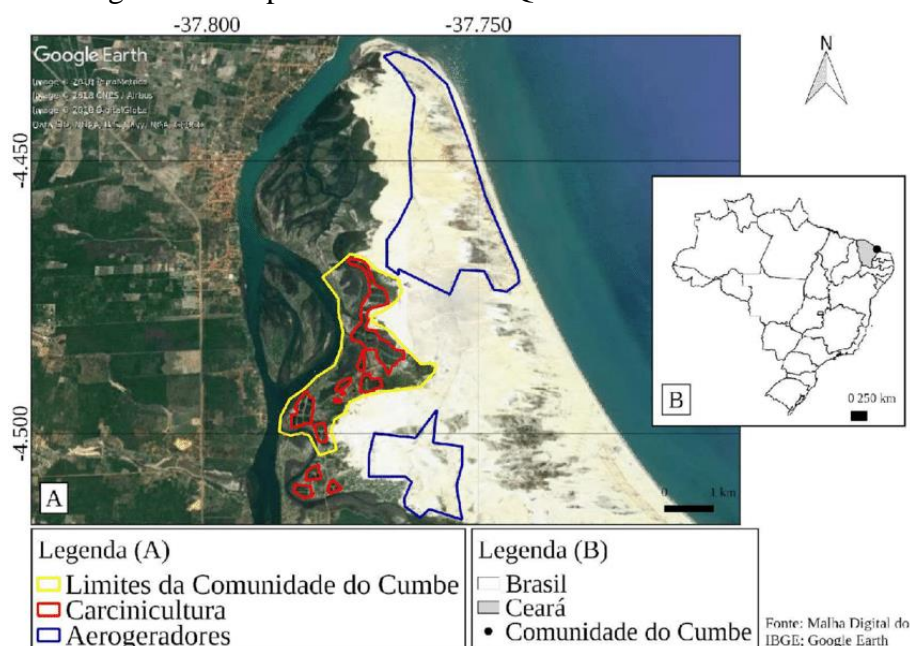 -37.800
-37.750
Google Earth
N
-4.450
-4.500
A
0 1 km
B
0 250 km
Legenda (A)
Limites da Comunidade do Cumbe
Carcinicultura
Aerogeradores
Legenda (B)
Brasil
Ceará
Comunidade do Cumbe
Fonte: Malha Digital do
IBGE; Google Earth